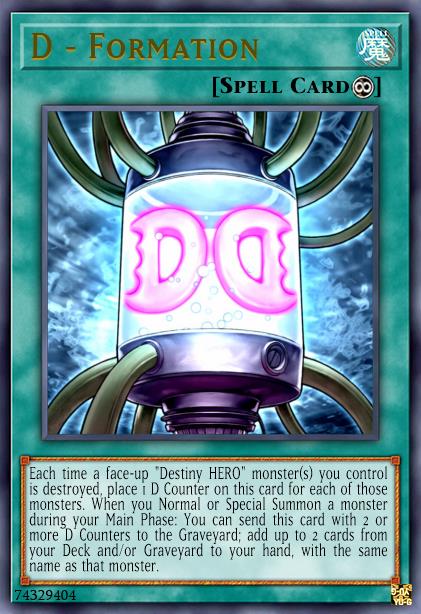 D - Formation
SPELL
魔
[Spell Card]
DD
Each time a face-up "Destiny HERO" monster(s) you control
is destroyed, place 1 D Counter on this card for each of those
monsters. When you Normal or Special Summon a monster
during your Main Phase: You can send this card with 2 or
more D Counters to the Graveyard; add up to 2 cards from
your Deck and/or Graveyard to your hand, with the same
name as that monster.
74329404